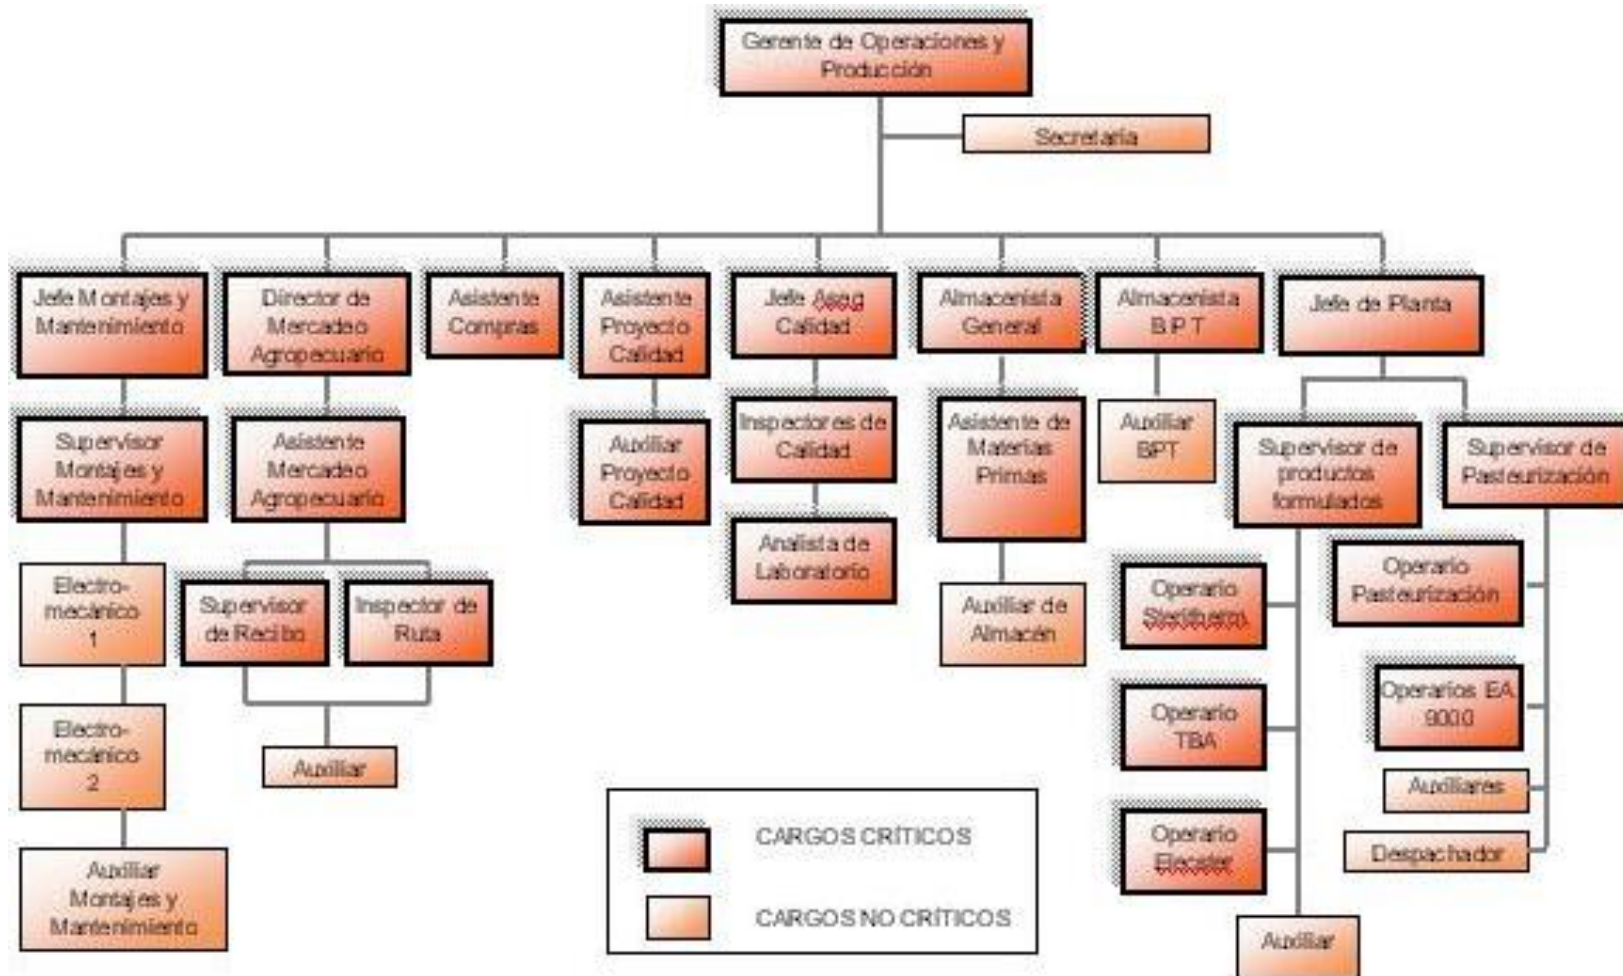 Gerente de Operaciones y
Producción
Secretaria
Jefe Montajes y
Mantenimiento
Director de
Mercadeo
Agropecuario
Asistente
Compras
Asistente
Proyecto
Calidad
Jefe Aseg
Calidad
Almacenista
General
Almacenista
B P T
Jefe de Planta
Supervisor
Montajes y
Mantenimiento
Asistente
Mercadeo
Agropecuario
Auxiliar
Proyecto
Calidad
Inspectores de
Calidad
Asistente de
Materias
Primas
Auxiliar
BPT
Supervisor de
productos
formulados
Supervisor de
Pasteurización
Electro-
mecánico
1
Supervisor
de Recibo
Inspector de
Ruta
Analista de
Laboratorio
Auxiliar de
Almacén
Operario
Steritherm
Operario
Pasteurización
Electro-
mecánico
2
Auxiliar
Operario
TBA
Operarios EA
9000
Auxiliares
Auxiliar
Montajes y
Mantenimiento
CARGOS CRÍTICOS
CARGOS NO CRÍTICOS
Operario
Elecster
Despachador
Auxiliar